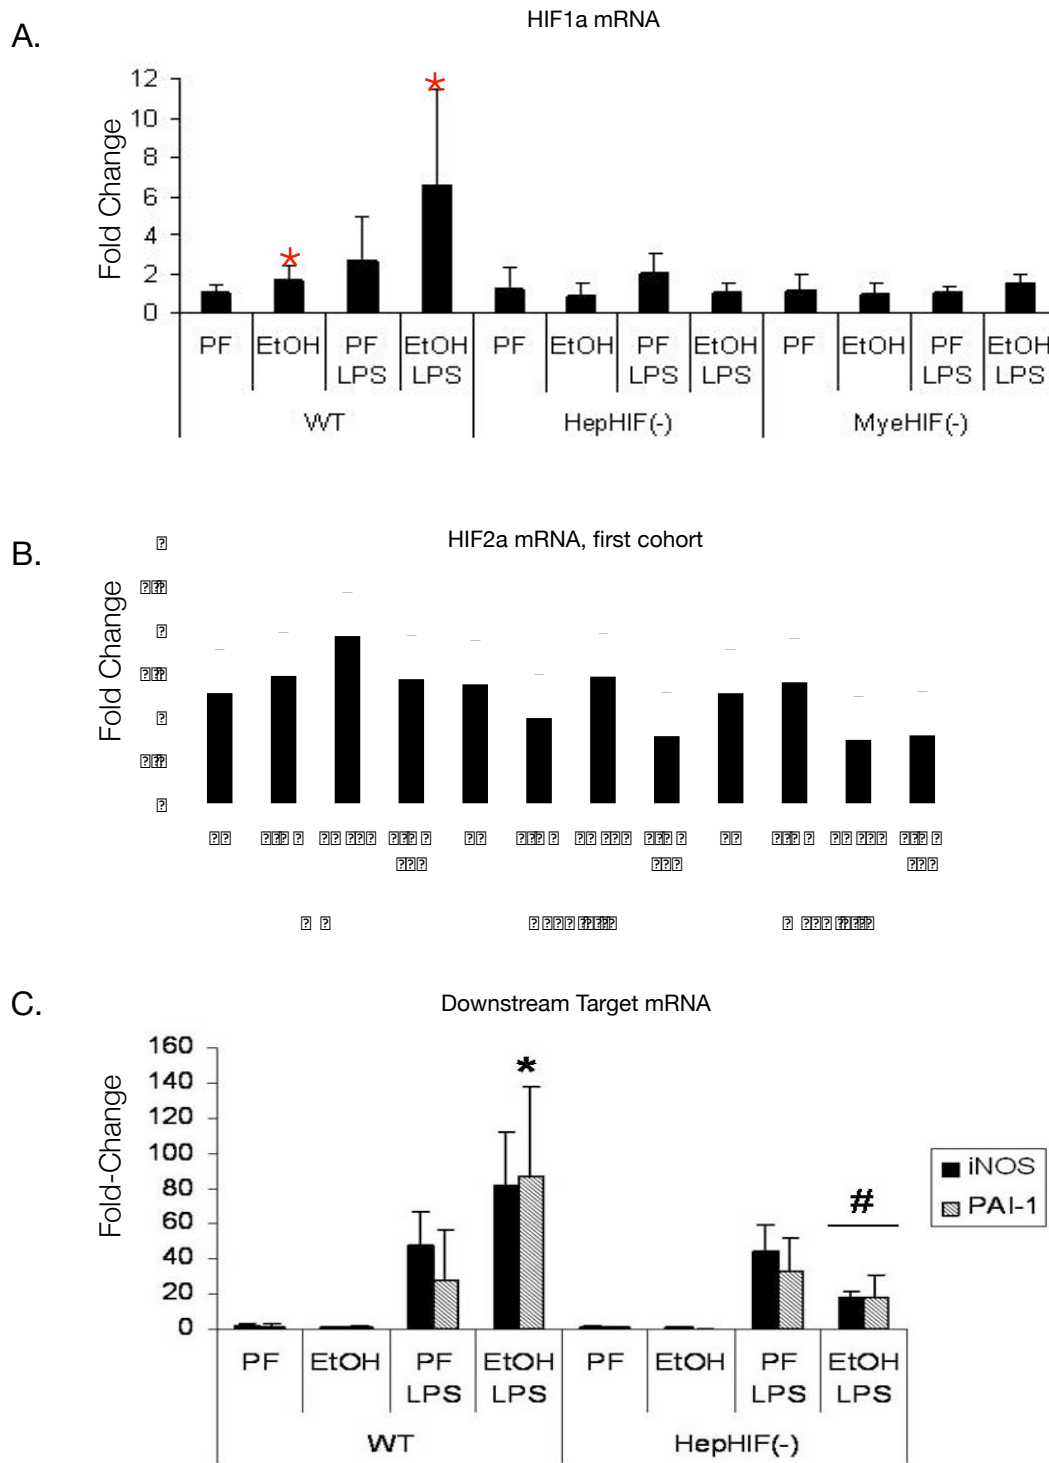 A.
HIF1a mRNA
Fold Change
12
10
8
6
4
2
0
PF EtOH PF LPS EtOH LPS PF EtOH PF LPS EtOH LPS PF EtOH PF LPS EtOH LPS
WT HepHIF(-) MyeHIF(-)
B.
HIF2a mRNA, first cohort
Fold Change
C.
Downstream Target mRNA
Fold-Change
160
140
120
100
80
60
40
20
0
*
#
iNOS
PAI-1
PF EtOH PF LPS EtOH LPS PF EtOH PF LPS EtOH LPS
WT HepHIF(-)